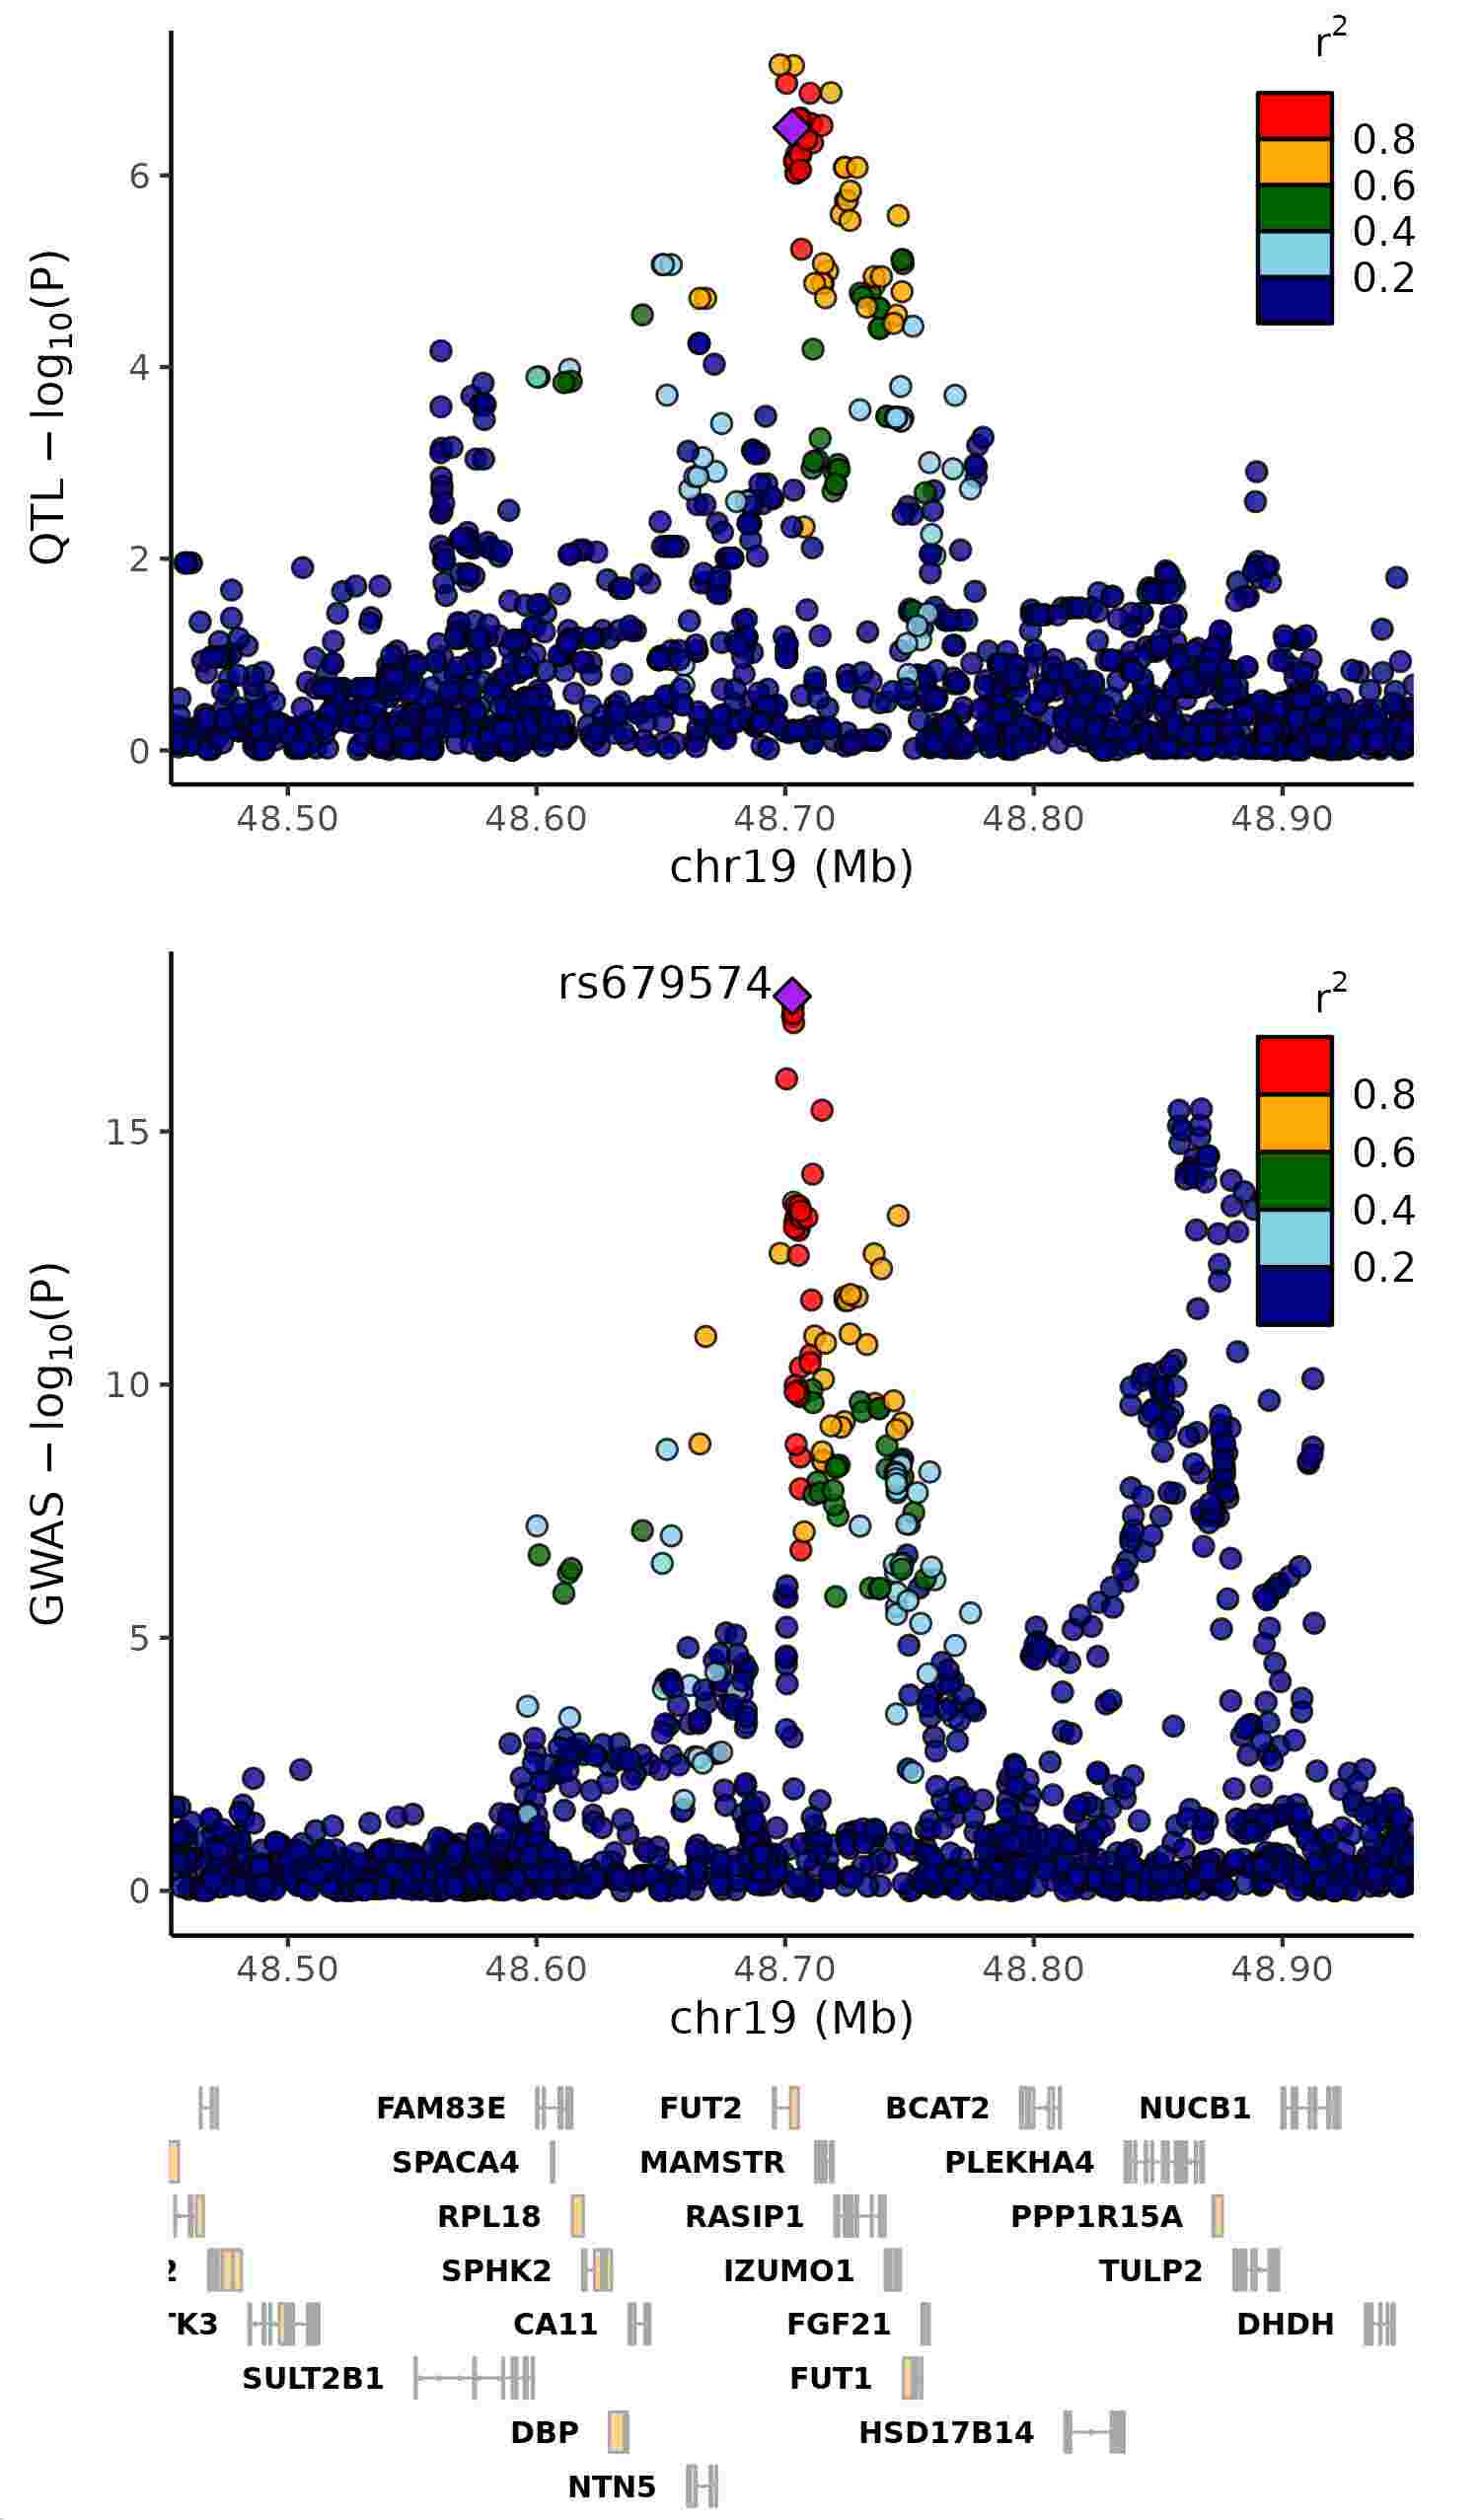 r2
0.8
0.6
0.4
0.2
QTL − log10(P)
6
4
2
0
48.50 48.60 48.70 48.80 48.90
chr19 (Mb)
rs679574
r2
0.8
0.6
0.4
0.2
GWAS − log10(P)
15
10
5
0
48.50 48.60 48.70 48.80 48.90
chr19 (Mb)
FAM83E FUT2 BCAT2 NUCB1
SPACA4 MAMSTR PLEKHA4
RPL18 RASIP1 PPP1R15A
2 SPHK2 IZUMO1 TULP2
TK3 CA11 FGF21 DHDH
SULT2B1 FUT1
DBP HSD17B14
NTN5